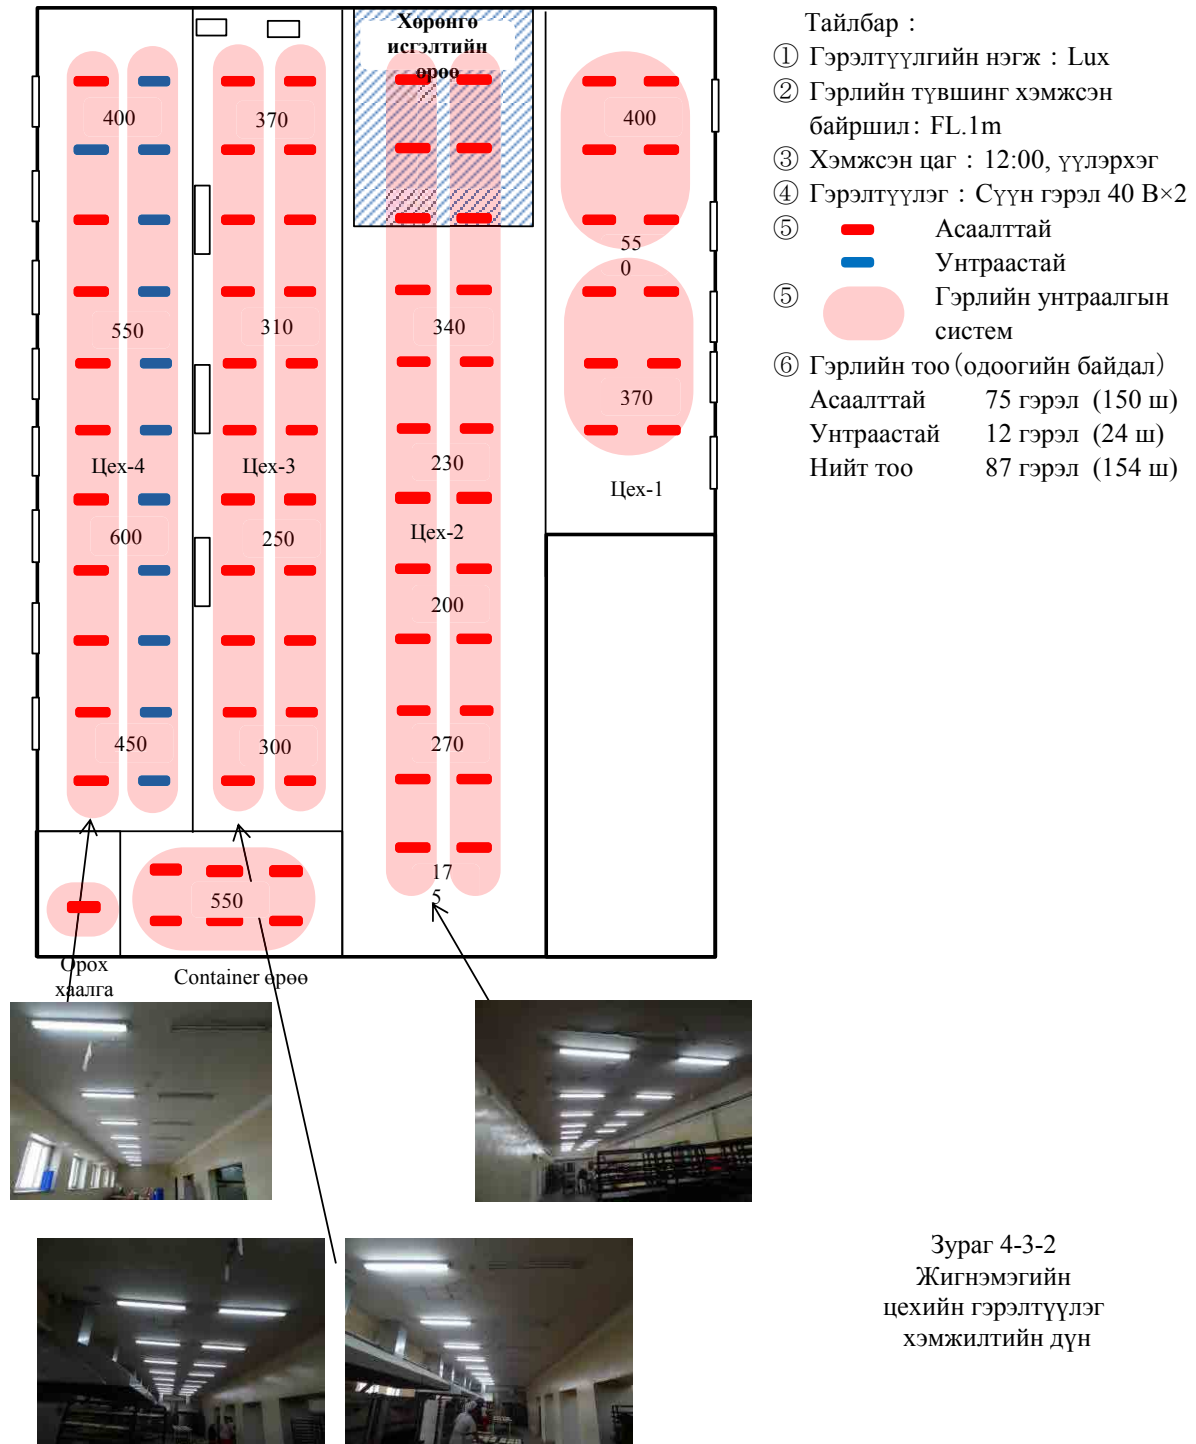 Хөрөнгө
исгэлтийн
өрөө
400
370
400
55
0
550
310
340
370
230
Цех-4
Цех-3
Цех-1
600
250
Цех-2
200
450
300
270
17
5
550
Орох
хаалга
Container өрөө
Тайлбар :
① Гэрэлтүүлгийн нэгж : Lux
② Гэрлийн түвшинг хэмжсэн
байршил: FL.1m
③ Хэмжсэн цаг : 12:00, үүлэрхэг
④ Гэрэлтүүлэг : Сүүн гэрэл 40 В×2
⑤ Асаалттай
Унтраастай
⑤ Гэрлийн унтраалгын
систем
⑥ Гэрлийн тоо (одоогийн байдал)
Асаалттай 75 гэрэл (150 ш)
Унтраастай 12 гэрэл (24 ш)
Нийт тоо 87 гэрэл (154 ш)
Зураг 4-3-2
Жигнэмэгийн
цехийн гэрэлтүүлэг
хэмжилтийн дүн